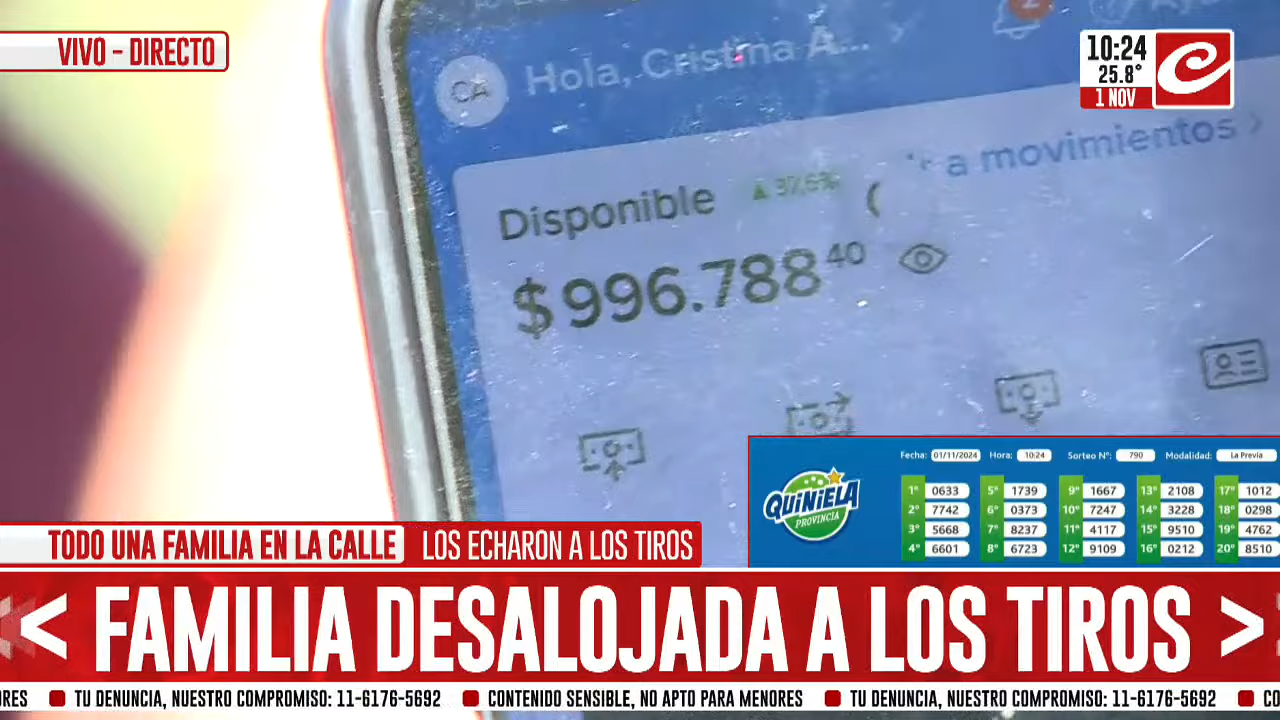 VIVO - DIRECTO
10:24
25.8°
1 NOV
CA
Hola, Cristina A...
Disponible
a movimientos >
$996.788 40
Fecha: 01/11/2024 Hora: 10:24 Sorteo N°: 790 Modalidad: La Previa
QUINIELA
PROVINCIA
1° 0633 5° 1739 9° 1667 13° 2108 17° 1012
2° 7742 6° 0373 10° 7247 14° 3228 18° 0298
3° 5668 7° 8237 11° 4117 15° 9510 19° 4762
4° 6601 8° 6723 12° 9109 16° 0212 20° 8510
TODO UNA FAMILIA EN LA CALLE LOS ECHARON A LOS TIROS
< FAMILIA DESALOJADA A LOS TIROS >
RES TU DENUNCIA, NUESTRO COMPROMISO: 11-6176-5692 CONTENIDO SENSIBLE, NO APTO PARA MENORES TU DENUNCIA, NUESTRO COMPROMISO: 11-6176-5692 CO